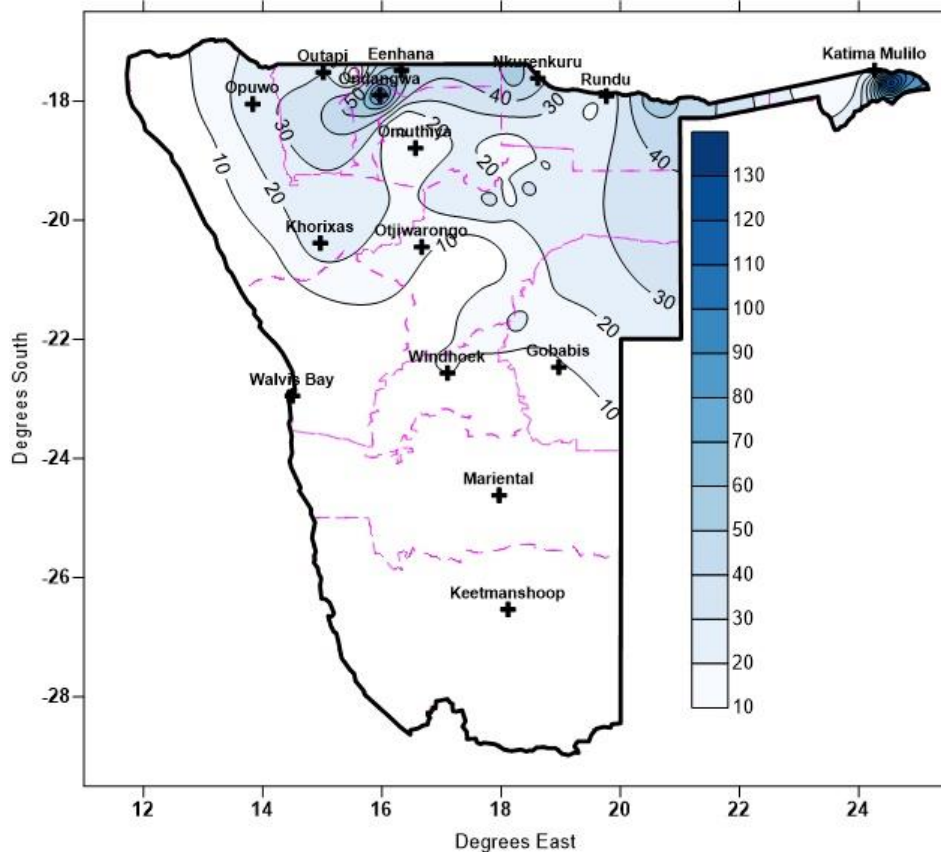 Outapi
Eenhana
Nkurenkuru
Katima Mulilo
Opuwo
50
Ondangwa
40
30
Rundu
-18
30
Omuthiya
20
20
40
10
20
130
120
-20
Khorixas
Otjiwarongo
10
110
100
30
90
20
-22
Windhoek
Gobabis
80
Walvis Bay
10
70
60
-24
Mariental
50
40
-26
Keetmanshoop
30
20
-28
10
12
14
16
18
20
22
24
Degrees East
Degrees South